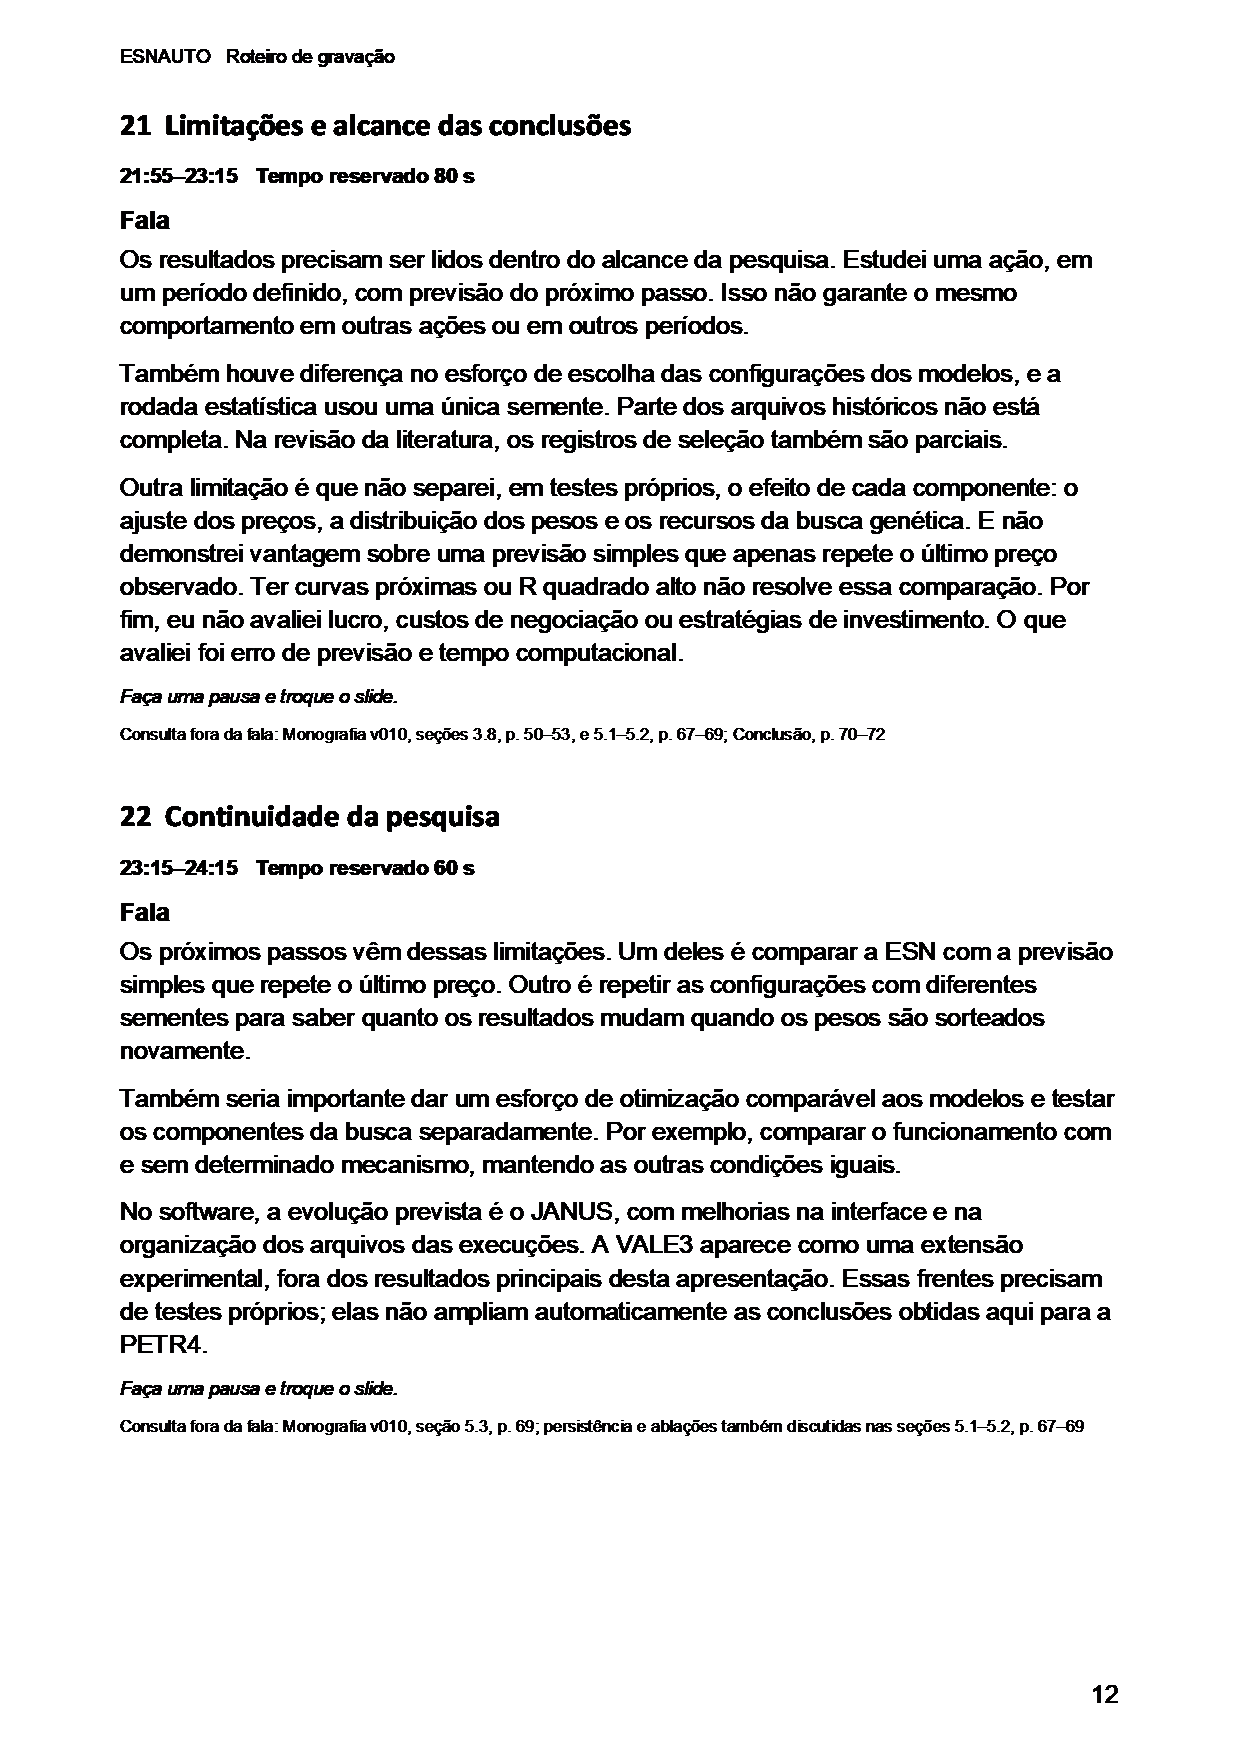 ESNAUTO Roteiro de gravação
21 Limitações e alcance das conclusões
21:55–23:15 Tempo reservado 80 s
Fala
Os resultados precisam ser lidos dentro do alcance da pesquisa. Estudei uma ação, em
um período definido, com previsão do próximo passo. Isso não garante o mesmo
comportamento em outras ações ou em outros períodos.
Também houve diferença no esforço de escolha das configurações dos modelos, e a
rodada estatística usou uma única semente. Parte dos arquivos históricos não está
completa. Na revisão da literatura, os registros de seleção também são parciais.
Outra limitação é que não separei, em testes próprios, o efeito de cada componente: o
ajuste dos preços, a distribuição dos pesos e os recursos da busca genética. E não
demonstrei vantagem sobre uma previsão simples que apenas repete o último preço
observado. Ter curvas próximas ou R quadrado alto não resolve essa comparação. Por
fim, eu não avaliei lucro, custos de negociação ou estratégias de investimento. O que
avaliei foi erro de previsão e tempo computacional.
Faça uma pausa e troque o slide.
Consulta fora da fala: Monografia v010, seções 3.8, p. 50–53, e 5.1–5.2, p. 67–69; Conclusão, p. 70–72
22 Continuidade da pesquisa
23:15–24:15 Tempo reservado 60 s
Fala
Os próximos passos vêm dessas limitações. Um deles é comparar a ESN com a previsão
simples que repete o último preço. Outro é repetir as configurações com diferentes
sementes para saber quanto os resultados mudam quando os pesos são sorteados
novamente.
Também seria importante dar um esforço de otimização comparável aos modelos e testar
os componentes da busca separadamente. Por exemplo, comparar o funcionamento com
e sem determinado mecanismo, mantendo as outras condições iguais.
No software, a evolução prevista é o JANUS, com melhorias na interface e na
organização dos arquivos das execuções. A VALE3 aparece como uma extensão
experimental, fora dos resultados principais desta apresentação. Essas frentes precisam
de testes próprios; elas não ampliam automaticamente as conclusões obtidas aqui para a
PETR4.
Faça uma pausa e troque o slide.
Consulta fora da fala: Monografia v010, seção 5.3, p. 69; persistência e ablações também discutidas nas seções 5.1–5.2, p. 67–69
12